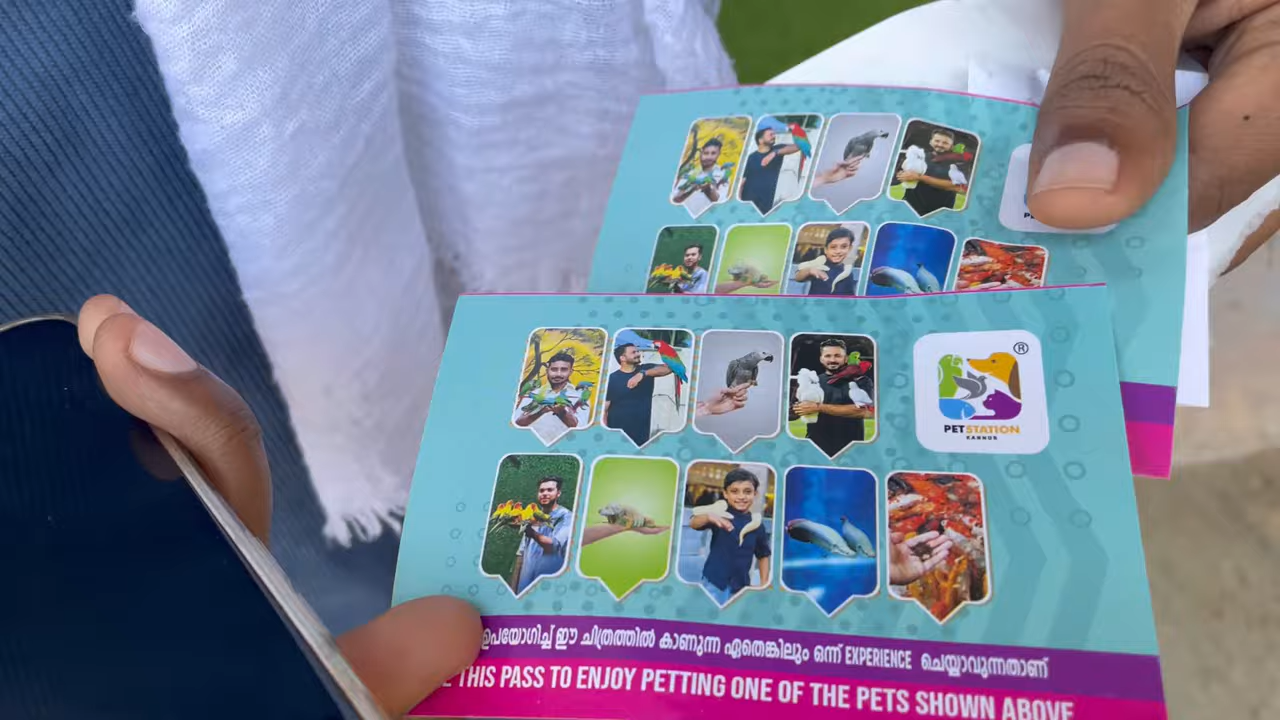 ®
PETSTATION
KANNUR
ഉപയോഗിച്ച് ഈ ചിത്രത്തിൽ കാണുന്ന ഏതെങ്കിലും ഒന്ന് EXPERIENCE ചെയ്യാവുന്നതാണ്
THIS PASS TO ENJOY PETTING ONE OF THE PETS SHOWN ABOVE